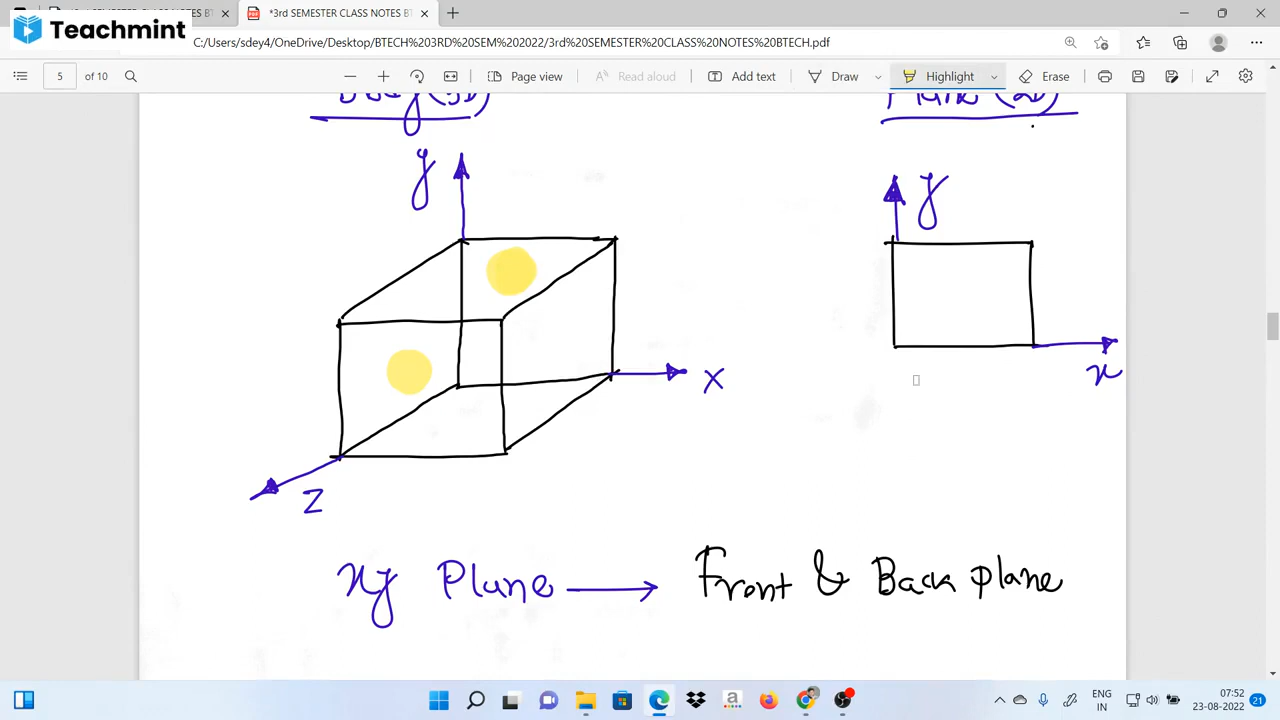 *3rd SEMESTER CLASS NOTES BT
Teachmint
C:/Users/sdey4/OneDrive/Desktop/BTECH%203RD%20SEM%202022/3rd%20SEMESTER%20CLASS%20NOTES%20BTECH.pdf
5 of 10 Page view Read aloud Add text Draw Highlight Erase
y
y
x
x
Z
xy Plane → Front & Back plane
ENG
IN
07:52
23-08-2022
21